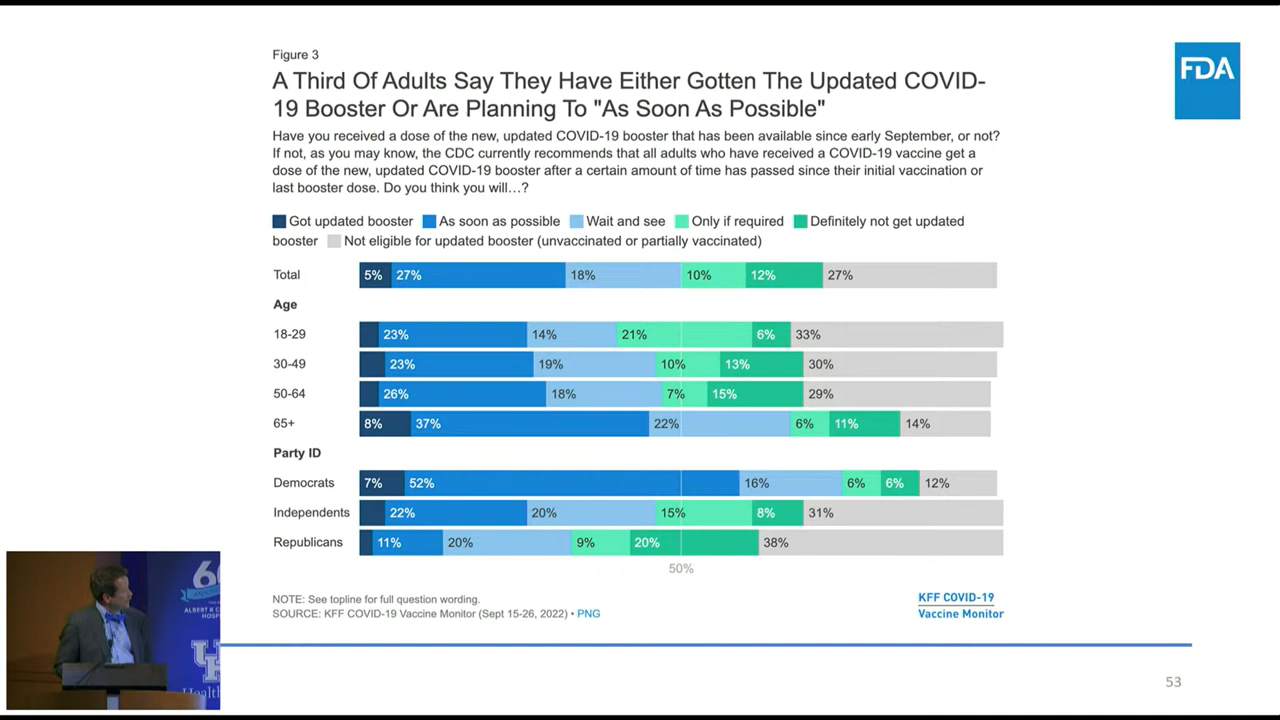 Figure 3
FDA
A Third Of Adults Say They Have Either Gotten The Updated COVID-
19 Booster Or Are Planning To "As Soon As Possible"
Have you received a dose of the new, updated COVID-19 booster that has been available since early September, or not?
If not, as you may know, the CDC currently recommends that all adults who have received a COVID-19 vaccine get a
dose of the new, updated COVID-19 booster after a certain amount of time has passed since their initial vaccination or
last booster dose. Do you think you will…?
Got updated booster As soon as possible Wait and see Only if required Definitely not get updated
booster Not eligible for updated booster (unvaccinated or partially vaccinated)
Total 5% 27% 18% 10% 12% 27%
Age
18-29 23% 14% 21% 6% 33%
30-49 23% 19% 10% 13% 30%
50-64 26% 18% 7% 15% 29%
65+ 8% 37% 22% 6% 11% 14%
Party ID
Democrats 7% 52% 16% 6% 6% 12%
Independents 22% 20% 15% 8% 31%
Republicans 11% 20% 9% 20% 38%
50%
NOTE: See topline for full question wording.
SOURCE: KFF COVID-19 Vaccine Monitor (Sept 15-26, 2022) • PNG
KFF COVID-19
Vaccine Monitor
ALBERT B
HOSP
UK
Health
53